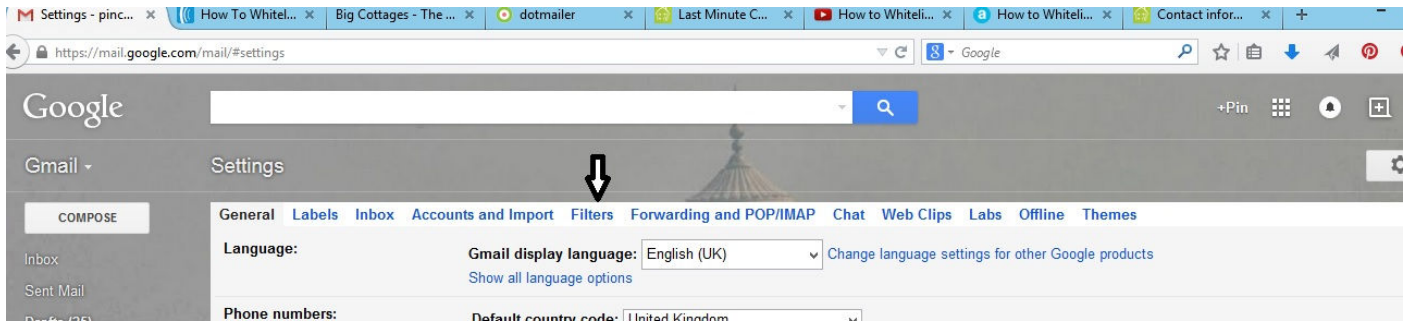 Settings - pinc... How To Whitel... Big Cottages - The ... dotmailer Last Minute C... How to Whiteli... How to Whiteli... Contact infor...
https://mail.google.com/mail/#settings Google
Google +Pin
Gmail Settings
COMPOSE General Labels Inbox Accounts and Import Filters Forwarding and POP/IMAP Chat Web Clips Labs Offline Themes
Language: Gmail display language: English (UK) Change language settings for other Google products
Inbox
Show all language options
Sent Mail
Phone numbers: Default country code: United Kingdom
Drafts (25)